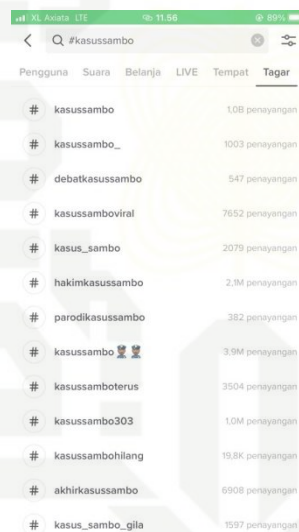 XL Axiata LTE 11.56 89%
#kasussambo
Pengguna Suara Belanja LIVE Tempat Tagar
# kasussambo 1,0B penayangan
# kasussambo_ 1003 penayangan
# debatkasussambo 547 penayangan
# kasussamboviral 7652 penayangan
# kasus_sambo 2079 penayangan
# hakimkasussambo 2,1M penayangan
# parodikasussambo 382 penayangan
# kasussambo👮👮 3,9M penayangan
# kasussamboterus 3504 penayangan
# kasussambo303 1,0M penayangan
# kasussambohilang 19,8K penayangan
# akhirkasussambo 6908 penayangan
# kasus_sambo_gila 1597 penayangan